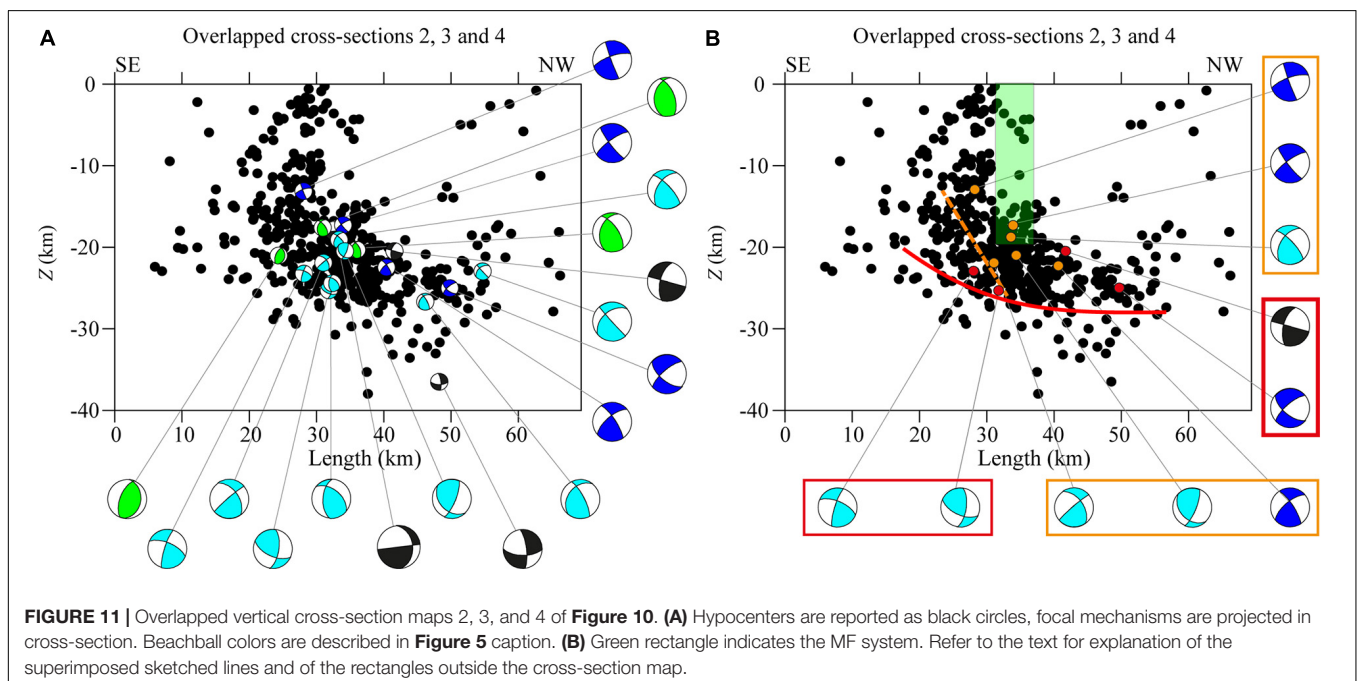 A
Overlapped cross-sections 2, 3 and 4
SE
NW
0
-10
-20
-30
-40
Z (km)
0 10 20 30 40 50 60
Length (km)
B
Overlapped cross-sections 2, 3 and 4
SE
NW
0
-10
-20
-30
-40
Z (km)
0 10 20 30 40 50 60
Length (km)
FIGURE 11 | Overlapped vertical cross-section maps 2, 3, and 4 of Figure 10. (A) Hypocenters are reported as black circles, focal mechanisms are projected in
cross-section. Beachball colors are described in Figure 5 caption. (B) Green rectangle indicates the MF system. Refer to the text for explanation of the
superimposed sketched lines and of the rectangles outside the cross-section map.